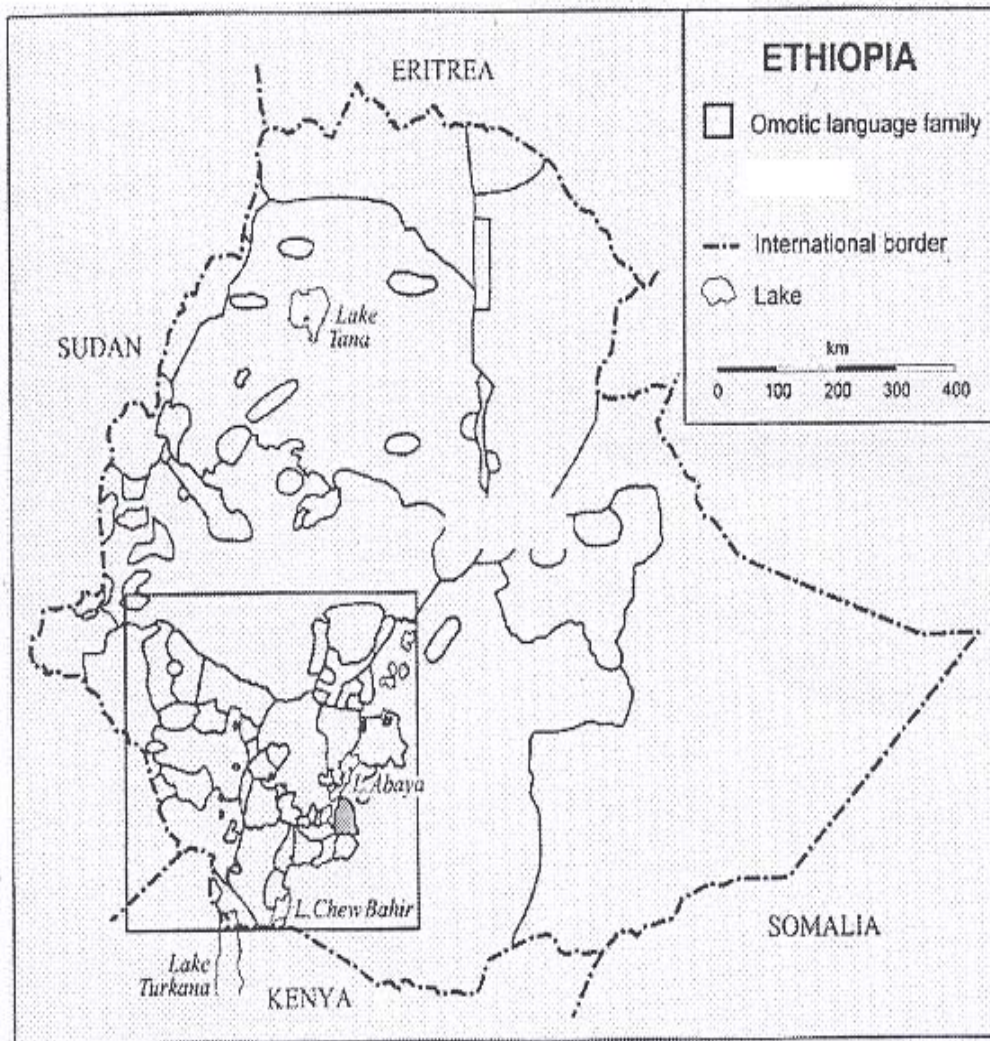 ETHIOPIA
Omotic language family
International border
Lake
km
0 100 200 300 400
ERITREA
SUDAN
Lake
Tana
L. Abaya
L. Chew Bahir
Lake
Turkana
KENYA
SOMALIA